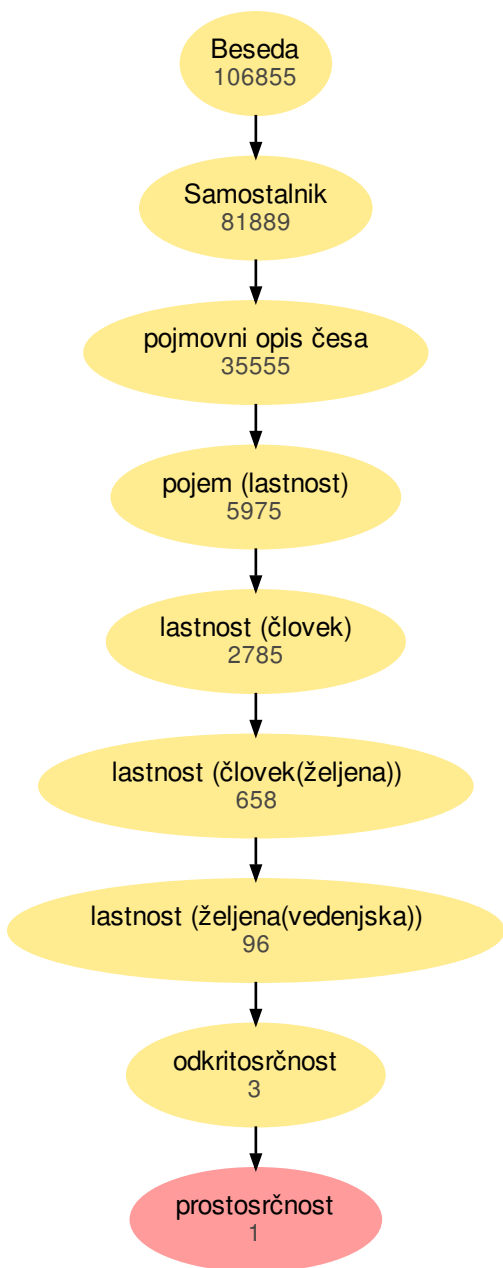 Beseda
106855
Samostalnik
81889
pojmovni opis česa
35555
pojem (lastnost)
5975
lastnost (človek)
2785
lastnost (človek(željena))
658
lastnost (željena(vedenjska))
96
odkritosrčnost
3
prostosrčnost
1